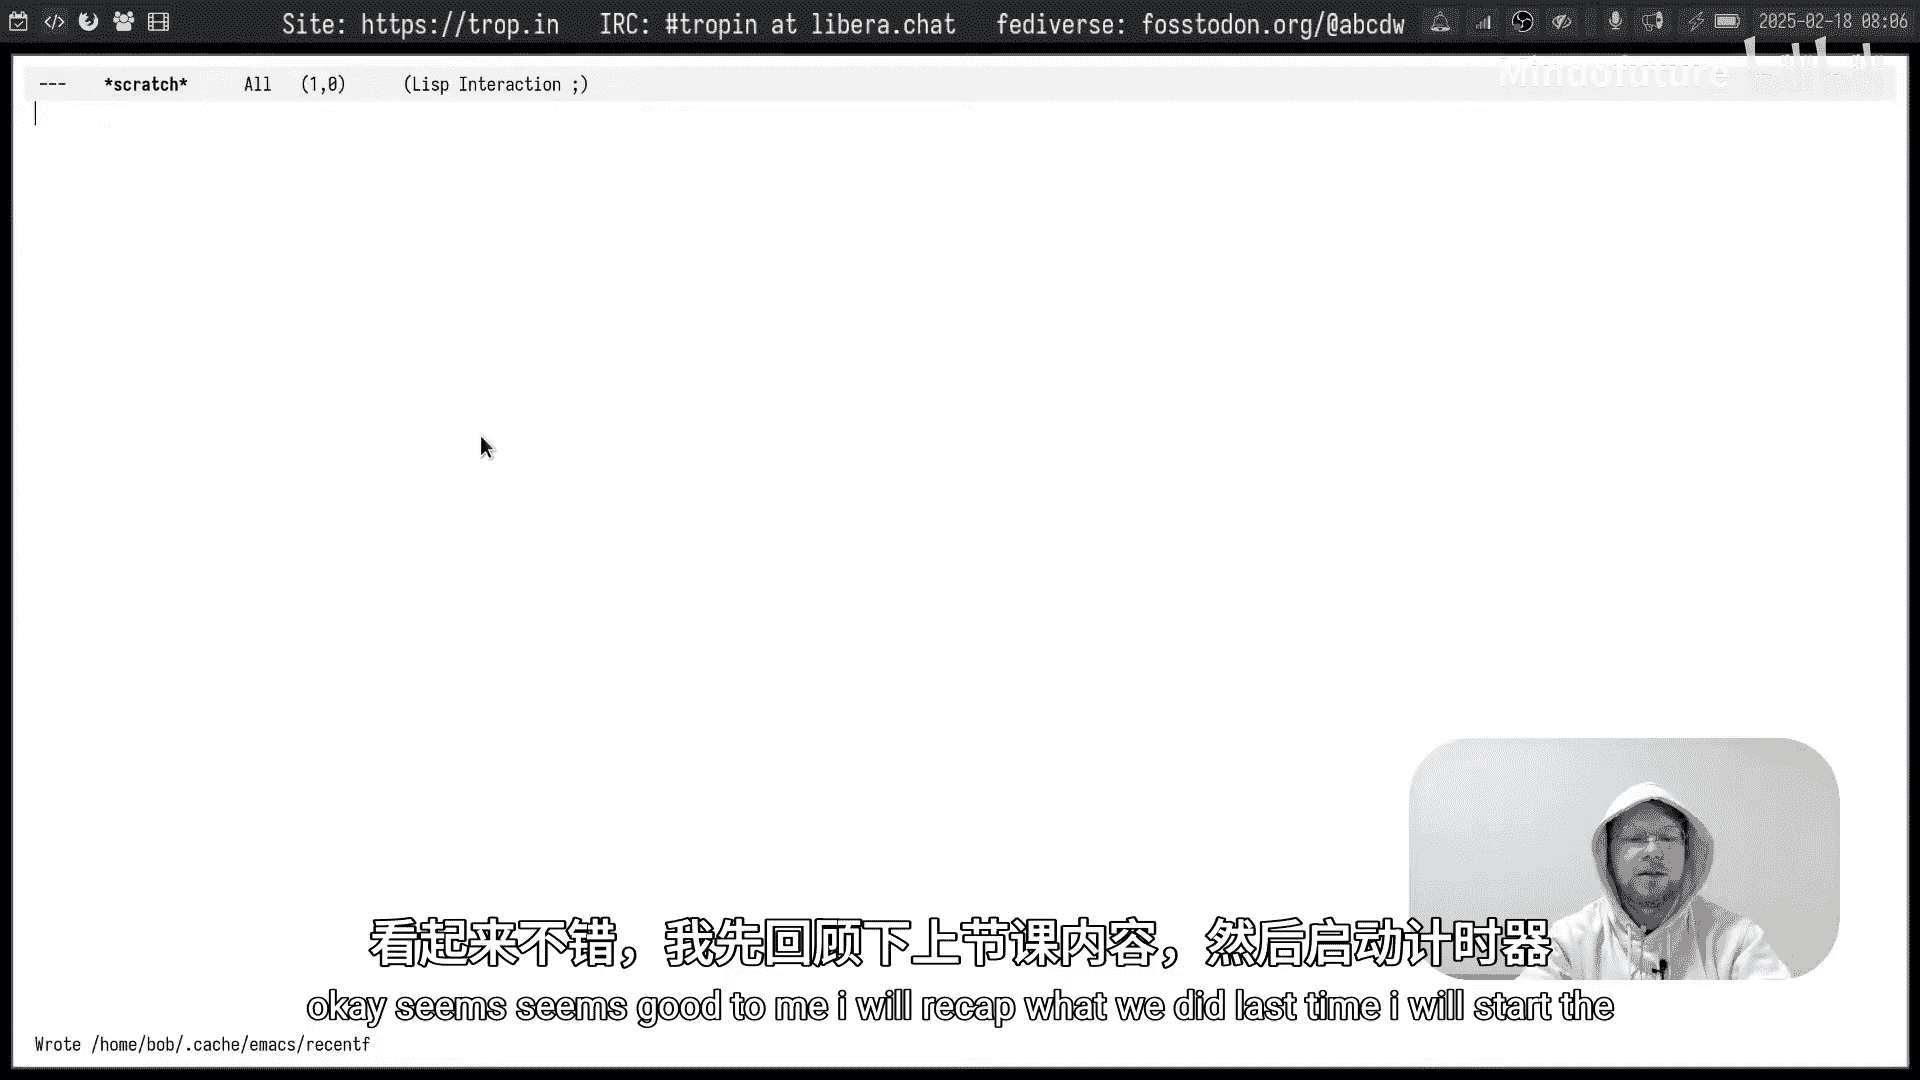 Site: https://trop.in IRC: #tropin at libera.chat fediverse: fosstodon.org/@abcdw 2025-02-18 08:06
Mindofuture bilibili
--- *scratch* All (1,0) (Lisp Interaction ;)
看起来不错，我先回顾下上节课内容，然后启动计时器
okay seems seems good to me i will recap what we did last time i will start the
Wrote /home/bob/.cache/emacs/recentf